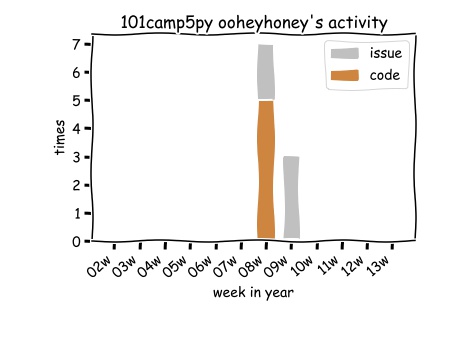 101camp5py ooheyhoney's activity
issue
code
7
6
5
4
3
2
1
0
times
02w 03w 04w 05w 06w 07w 08w 09w 10w 11w 12w 13w
week in year